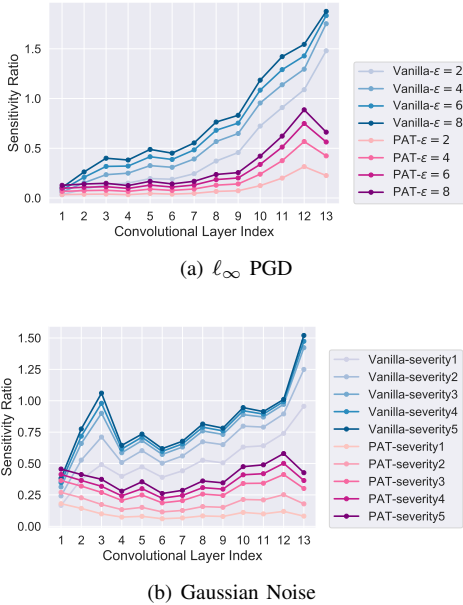 1.5
1.0
0.5
0.0
Sensitivity Ratio
1 2 3 4 5 6 7 8 9 10 11 12 13
Convolutional Layer Index
Vanilla-ε = 2
Vanilla-ε = 4
Vanilla-ε = 6
Vanilla-ε = 8
PAT-ε = 2
PAT-ε = 4
PAT-ε = 6
PAT-ε = 8
(a) ℓ∞ PGD
1.50
1.25
1.00
0.75
0.50
0.25
0.00
Sensitivity Ratio
1 2 3 4 5 6 7 8 9 10 11 12 13
Convolutional Layer Index
Vanilla-severity1
Vanilla-severity2
Vanilla-severity3
Vanilla-severity4
Vanilla-severity5
PAT-severity1
PAT-severity2
PAT-severity3
PAT-severity4
PAT-severity5
(b) Gaussian Noise